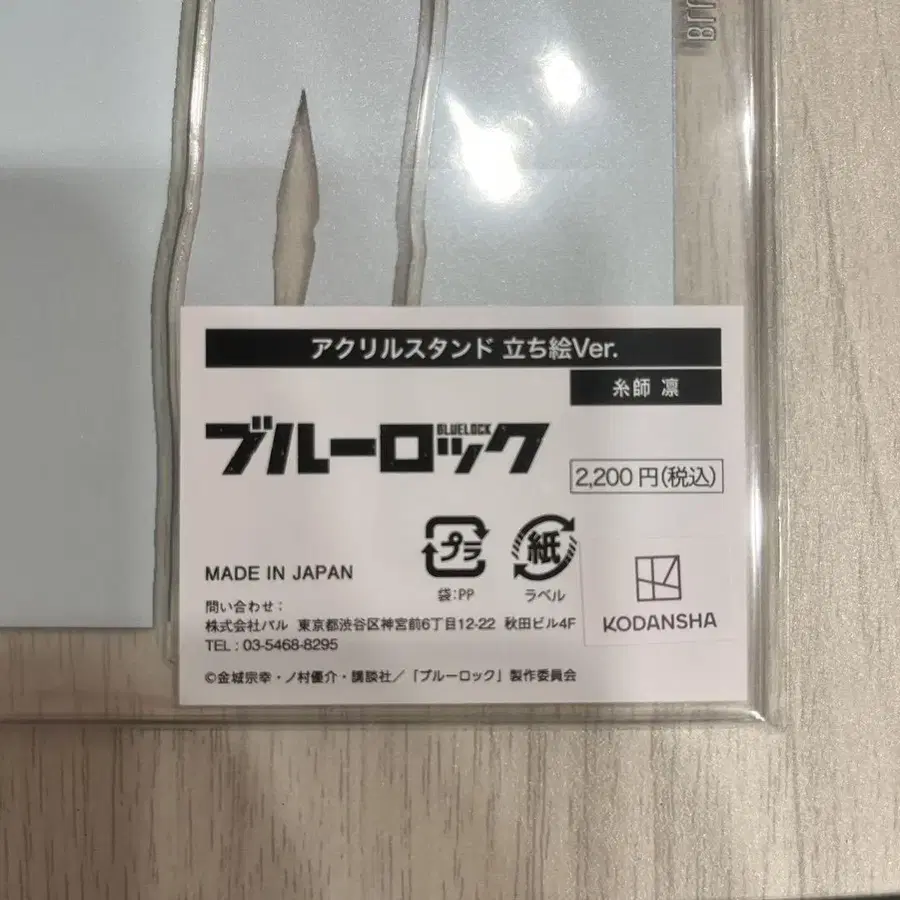 アクリルスタンド 立ち絵Ver.
糸師 凛
ブルーロック
BLUELOCK
2,200 円(税込)
プラ
袋:PP
紙
ラベル
MADE IN JAPAN
問い合わせ:
株式会社バル 東京都渋谷区神宮前6丁目12-22 秋田ビル4F
TEL : 03-5468-8295
KODANSHA
©金城宗幸・ノ村優介・講談社/「ブルーロック」製作委員会